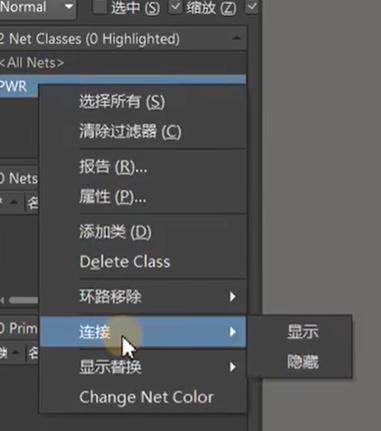 Normal 选中 (S) 缩放 (Z)
2 Net Classes (0 Highlighted)
<All Nets>
PWR
选择所有 (S)
清除过滤器 (C)
报告 (R)...
0 Nets
属性 (P)...
* 名
添加类 (D)
Delete Class
环路移除
0 Prim
连接
显示
显示替换
隐藏
Change Net Color